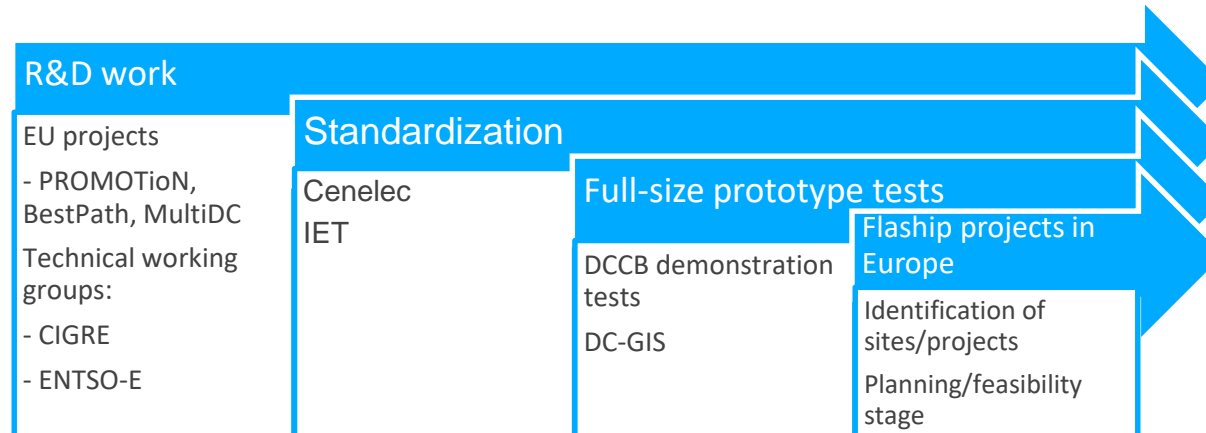 R&D work
EU projects
- PROMOTioN,
BestPath, MultiDC
Technical working
groups:
- CIGRE
- ENTSO-E
Standardization
Cenelec
IET
Full-size prototype tests
DCCB demonstration
tests
DC-GIS
Flaship projects in
Europe
Identification of
sites/projects
Planning/feasibility
stage